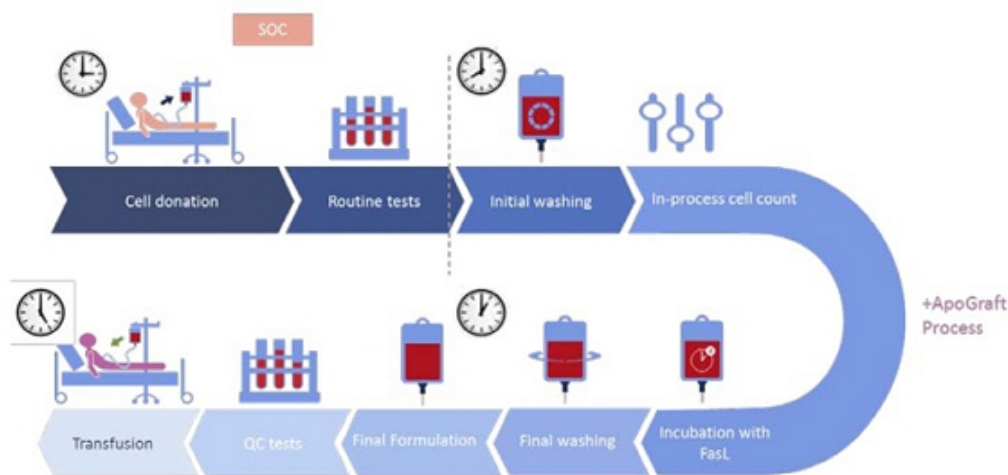 SOC
Cell donation
Routine tests
Initial washing
In-process cell count
+ApoGraft
Process
Transfusion
QC tests
Final Formulation
Final washing
Incubation with
FasL